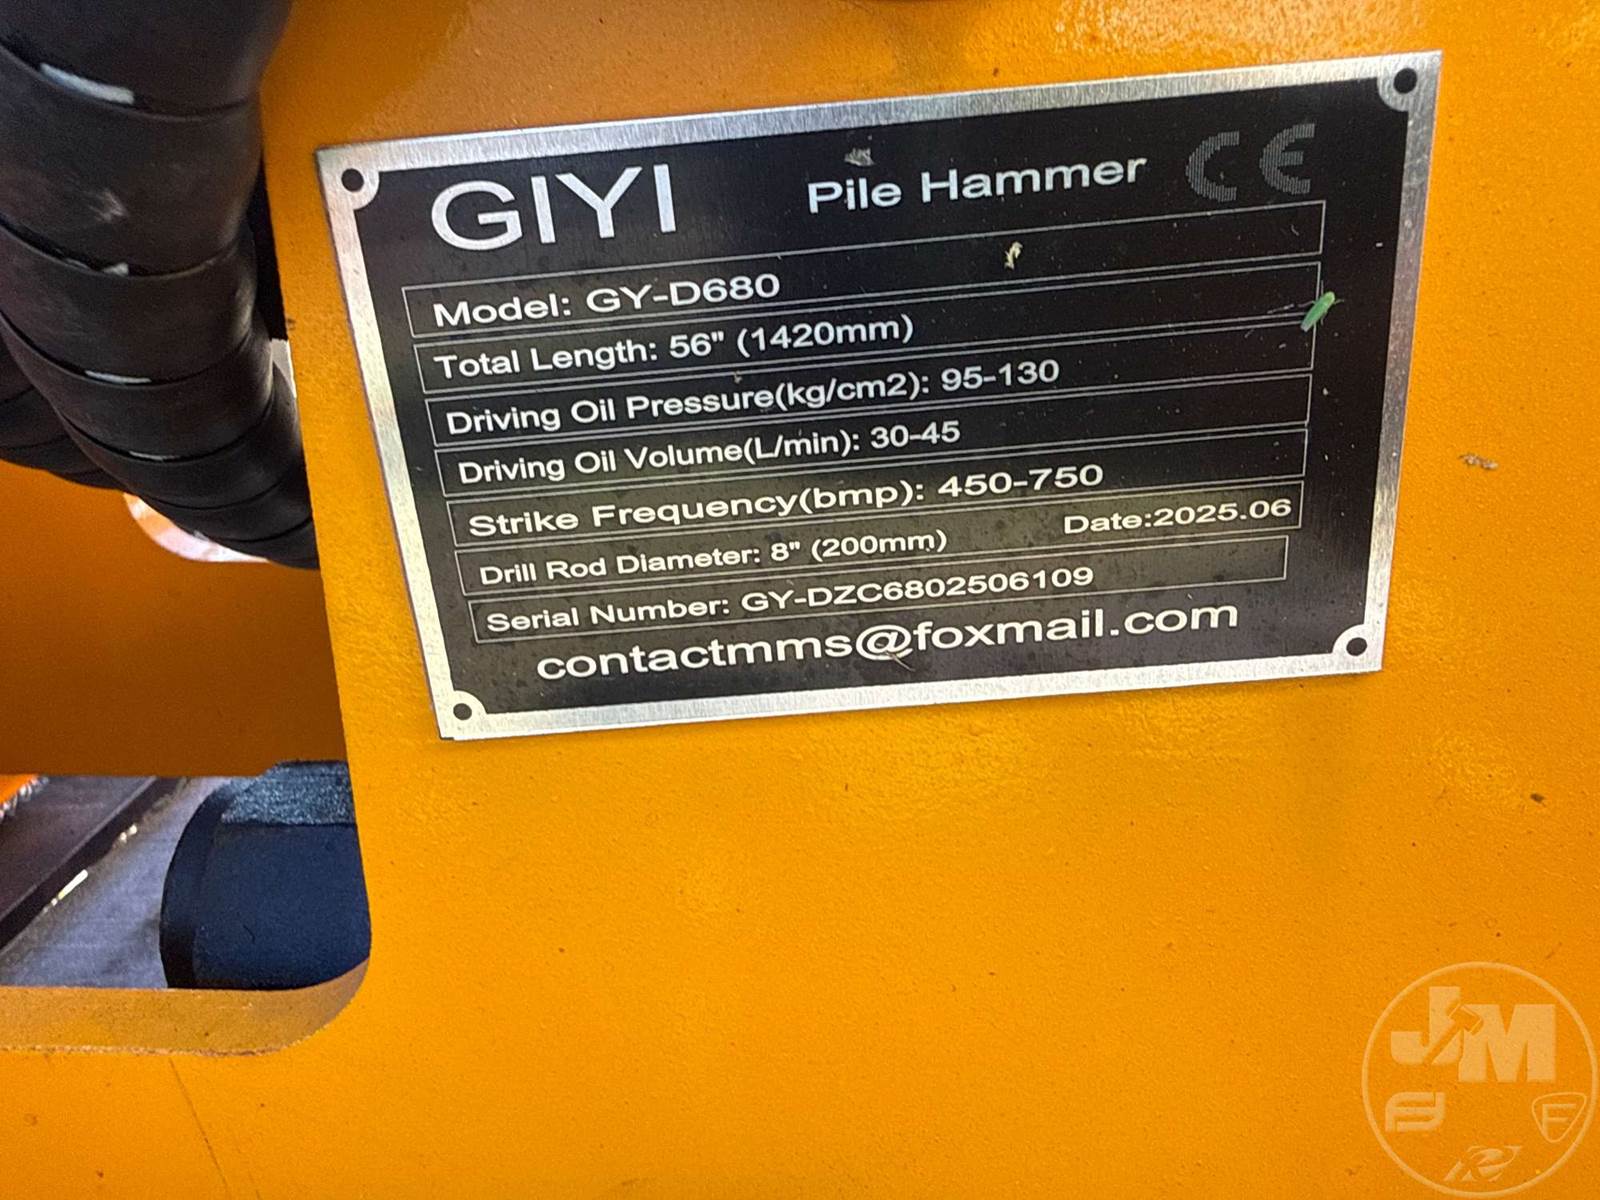 GIYI Pile Hammer CE
Model: GY-D680
Total Length: 56" (1420mm)
Driving Oil Pressure(kg/cm2): 95-130
Driving Oil Volume(L/min): 30-45
Strike Frequency(bmp): 450-750
Drill Rod Diameter: 8" (200mm) Date:2025.06
Serial Number: GY-DZC6802506109
contactmms@foxmail.com
JM